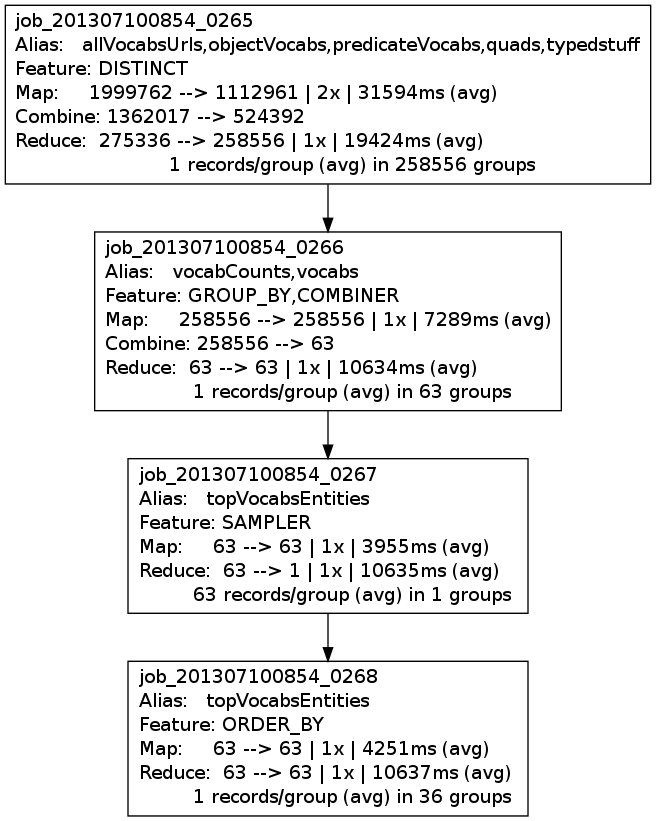 job_201307100854_0265
Alias: allVocabsUrls,objectVocabs,predicateVocabs,quads,typedstuff
Feature: DISTINCT
Map: 1999762 --> 1112961 | 2x | 31594ms (avg)
Combine: 1362017 --> 524392
Reduce: 275336 --> 258556 | 1x | 19424ms (avg)
1 records/group (avg) in 258556 groups
job_201307100854_0266
Alias: vocabCounts,vocabs
Feature: GROUP_BY,COMBINER
Map: 258556 --> 258556 | 1x | 7289ms (avg)
Combine: 258556 --> 63
Reduce: 63 --> 63 | 1x | 10634ms (avg)
1 records/group (avg) in 63 groups
job_201307100854_0267
Alias: topVocabsEntities
Feature: SAMPLER
Map: 63 --> 63 | 1x | 3955ms (avg)
Reduce: 63 --> 1 | 1x | 10635ms (avg)
63 records/group (avg) in 1 groups
job_201307100854_0268
Alias: topVocabsEntities
Feature: ORDER_BY
Map: 63 --> 63 | 1x | 4251ms (avg)
Reduce: 63 --> 63 | 1x | 10637ms (avg)
1 records/group (avg) in 36 groups